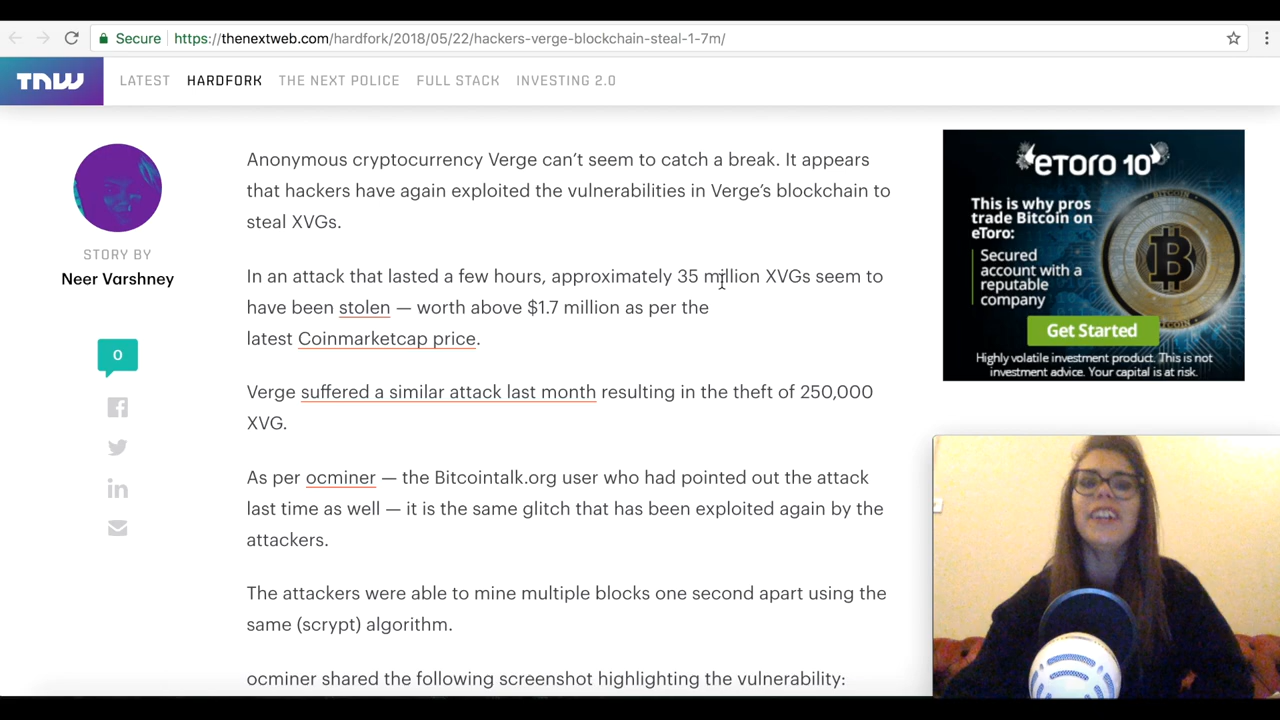 Secure https://thenextweb.com/hardfork/2018/05/22/hackers-verge-blockchain-steal-1-7m/
TNW LATEST HARDFORK THE NEXT POLICE FULL STACK INVESTING 2.0
STORY BY
Neer Varshney
0
Anonymous cryptocurrency Verge can’t seem to catch a break. It appears
that hackers have again exploited the vulnerabilities in Verge’s blockchain to
steal XVGs.
In an attack that lasted a few hours, approximately 35 million XVGs seem to
have been stolen — worth above $1.7 million as per the
latest Coinmarketcap price.
Verge suffered a similar attack last month resulting in the theft of 250,000
XVG.
As per ocminer — the Bitcointalk.org user who had pointed out the attack
last time as well — it is the same glitch that has been exploited again by the
attackers.
The attackers were able to mine multiple blocks one second apart using the
same (scrypt) algorithm.
ocminer shared the following screenshot highlighting the vulnerability:
eToro 10
This is why pros
trade Bitcoin on
eToro:
Secured
account with a
reputable
company
BITCOIN
Get Started
Highly volatile investment product. This is not
investment advice. Your capital is at risk.